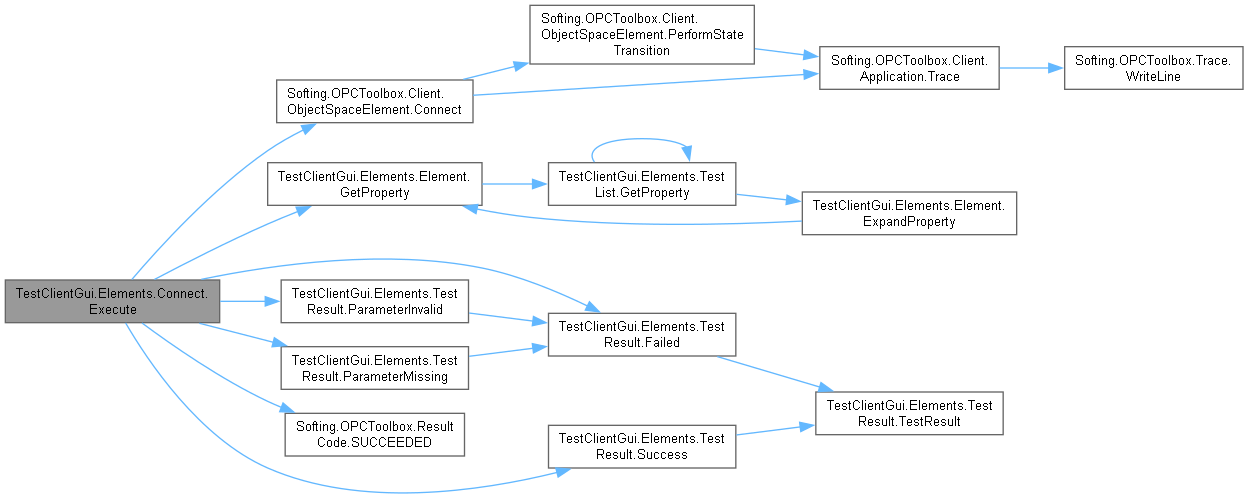 Softing.OPCToolbox.Client.
ObjectSpaceElement.PerformState
Transition
Softing.OPCToolbox.Client.
Application.Trace
Softing.OPCToolbox.Trace.
WriteLine
Softing.OPCToolbox.Client.
ObjectSpaceElement.Connect
TestClientGui.Elements.Element.
GetProperty
TestClientGui.Elements.Test
List.GetProperty
TestClientGui.Elements.Element.
ExpandProperty
TestClientGui.Elements.Connect.
Execute
TestClientGui.Elements.Test
Result.ParameterInvalid
TestClientGui.Elements.Test
Result.Failed
TestClientGui.Elements.Test
Result.ParameterMissing
TestClientGui.Elements.Test
Result.TestResult
Softing.OPCToolbox.Result
Code.SUCCEEDED
TestClientGui.Elements.Test
Result.Success